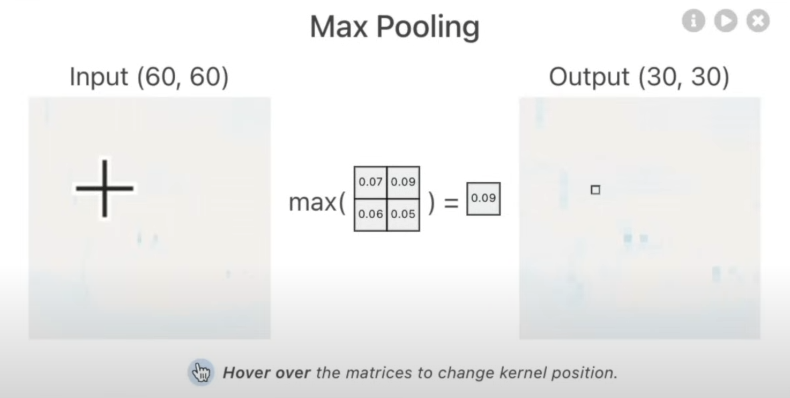 Max Pooling
Input (60, 60)
Output (30, 30)
max(
0.07 0.09
0.06 0.05
) =
0.09
Hover over the matrices to change kernel position.